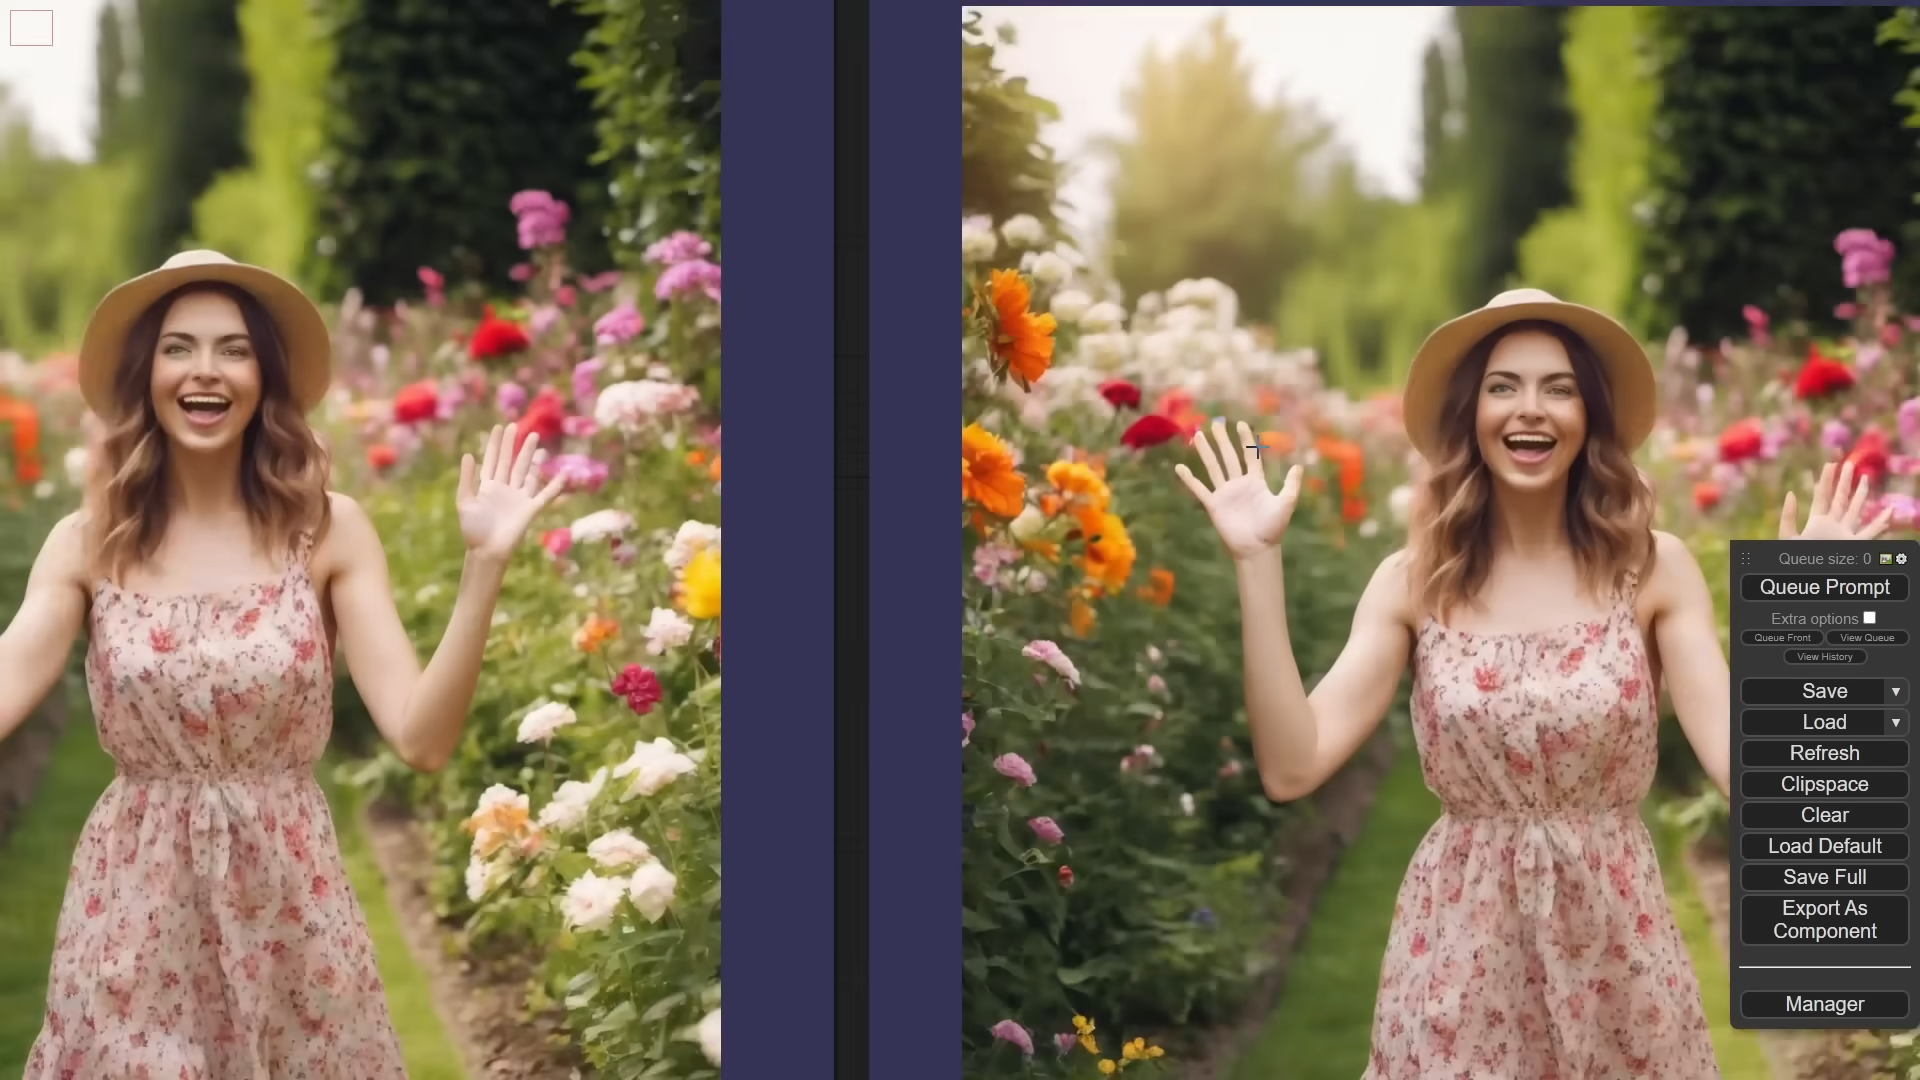 Queue size: 0
Queue Prompt
Extra options
Queue Front
View Queue
View History
Save
▼
Load
▼
Refresh
Clipspace
Clear
Load Default
Save Full
Export As
Component
Manager